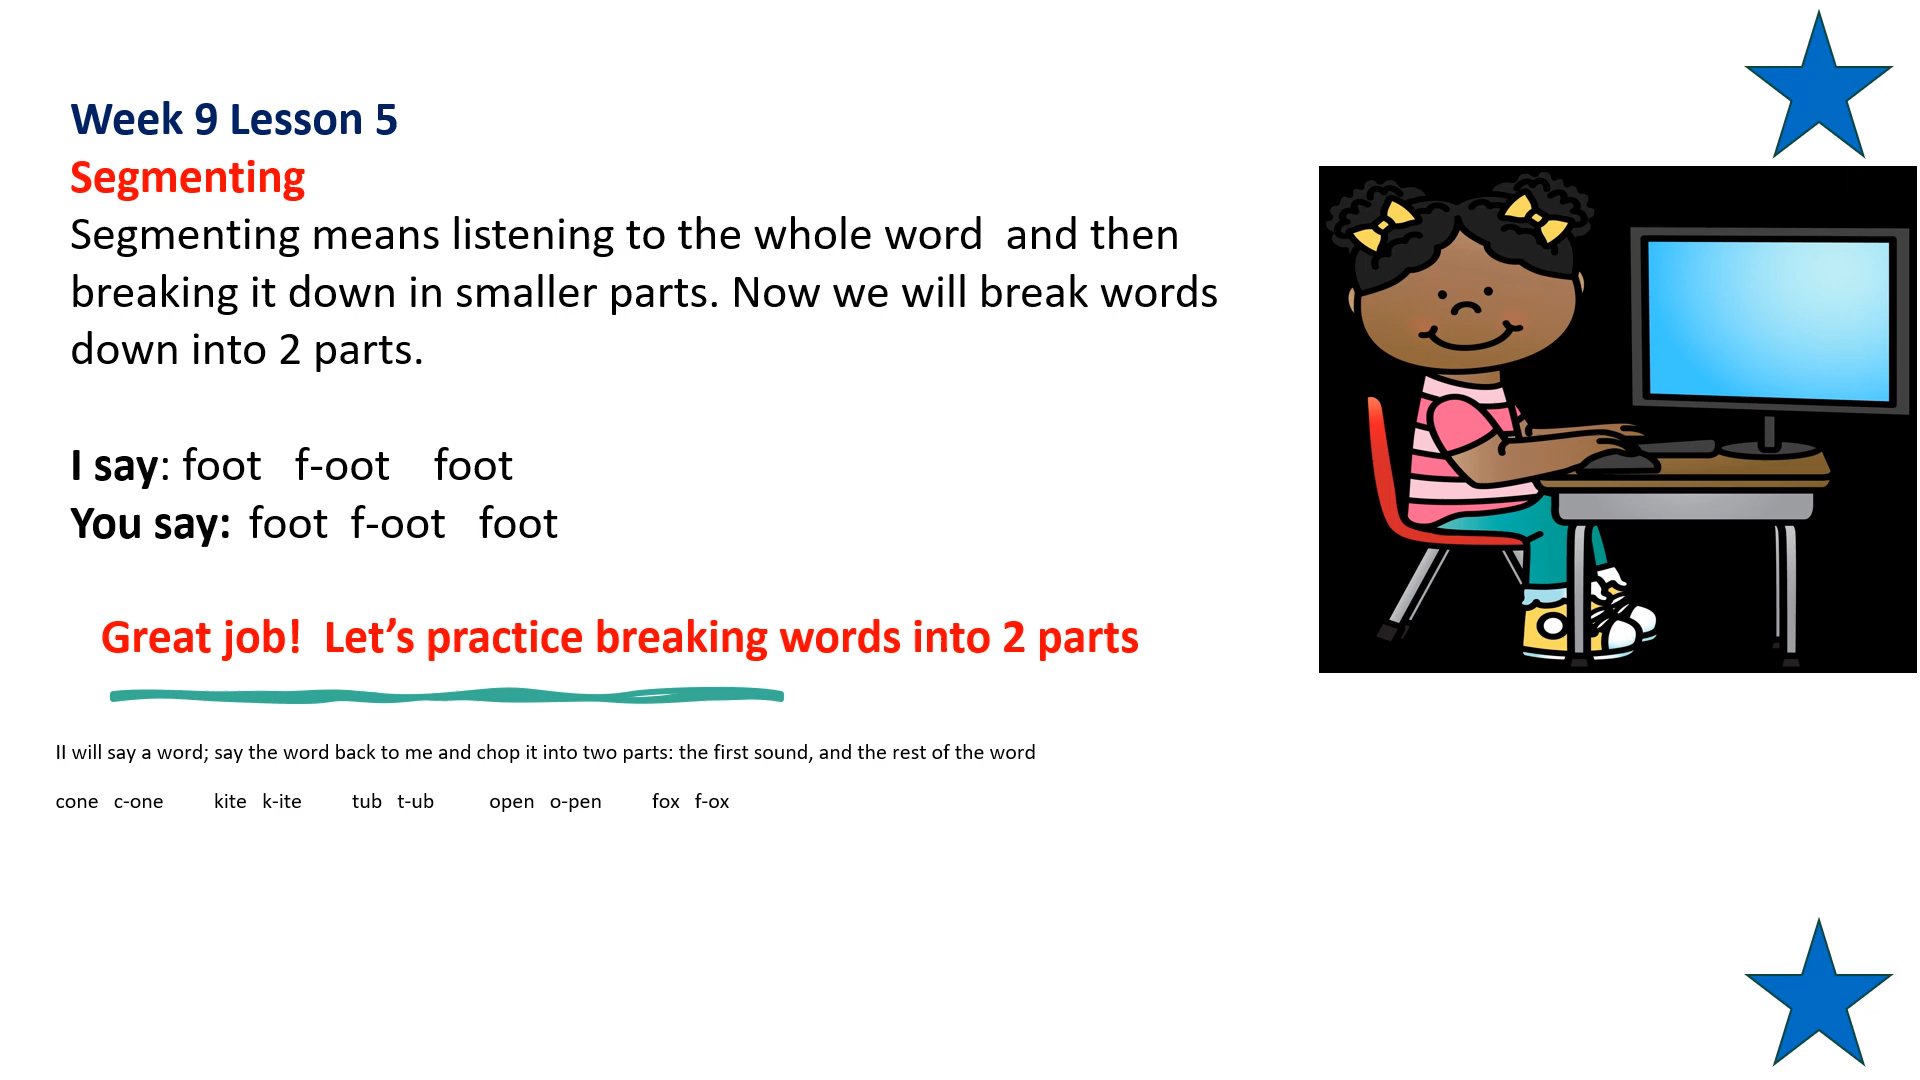 Week 9 Lesson 5
Segmenting
Segmenting means listening to the whole word and then
breaking it down in smaller parts. Now we will break words
down into 2 parts.
I say: foot f-oot foot
You say: foot f-oot foot
Great job! Let’s practice breaking words into 2 parts
II will say a word; say the word back to me and chop it into two parts: the first sound, and the rest of the word
cone c-one kite k-ite tub t-ub open o-pen fox f-ox